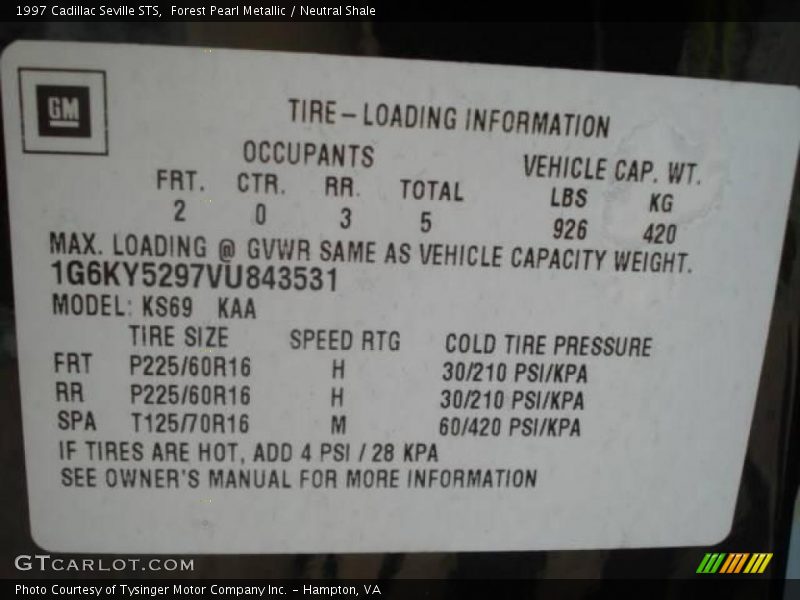 1997 Cadillac Seville STS,  Forest Pearl Metallic / Neutral Shale
GM
TIRE-LOADING INFORMATION
OCCUPANTS VEHICLE CAP. WT.
FRT. CTR. RR. TOTAL LBS KG
2 0 3 5 926 420
MAX. LOADING @ GVWR SAME AS VEHICLE CAPACITY WEIGHT.
1G6KY5297VU843531
MODEL: KS69 KAA
TIRE SIZE SPEED RTG COLD TIRE PRESSURE
FRT P225/60R16 H 30/210 PSI/KPA
RR P225/60R16 H 30/210 PSI/KPA
SPA T125/70R16 M 60/420 PSI/KPA
IF TIRES ARE HOT, ADD 4 PSI / 28 KPA
SEE OWNER'S MANUAL FOR MORE INFORMATION
GTCARLOT.COM
Photo Courtesy of Tysinger Motor Company Inc. - Hampton, VA